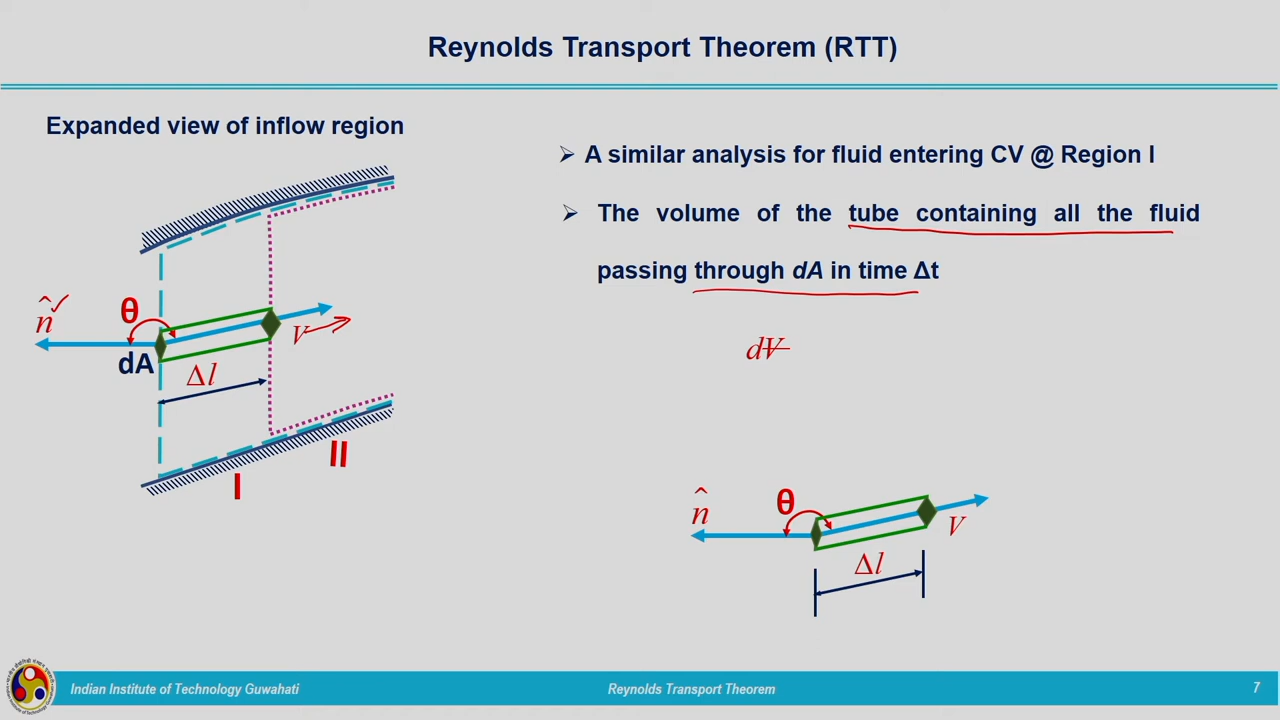 Reynolds Transport Theorem (RTT)
Expanded view of inflow region
n̂
θ
dA
Δl
V
I
II
➢ A similar analysis for fluid entering CV @ Region I
➢ The volume of the tube containing all the fluid
passing through dA in time Δt
dV̶
n̂
θ
Δl
V
Indian Institute of Technology Guwahati
Reynolds Transport Theorem
7